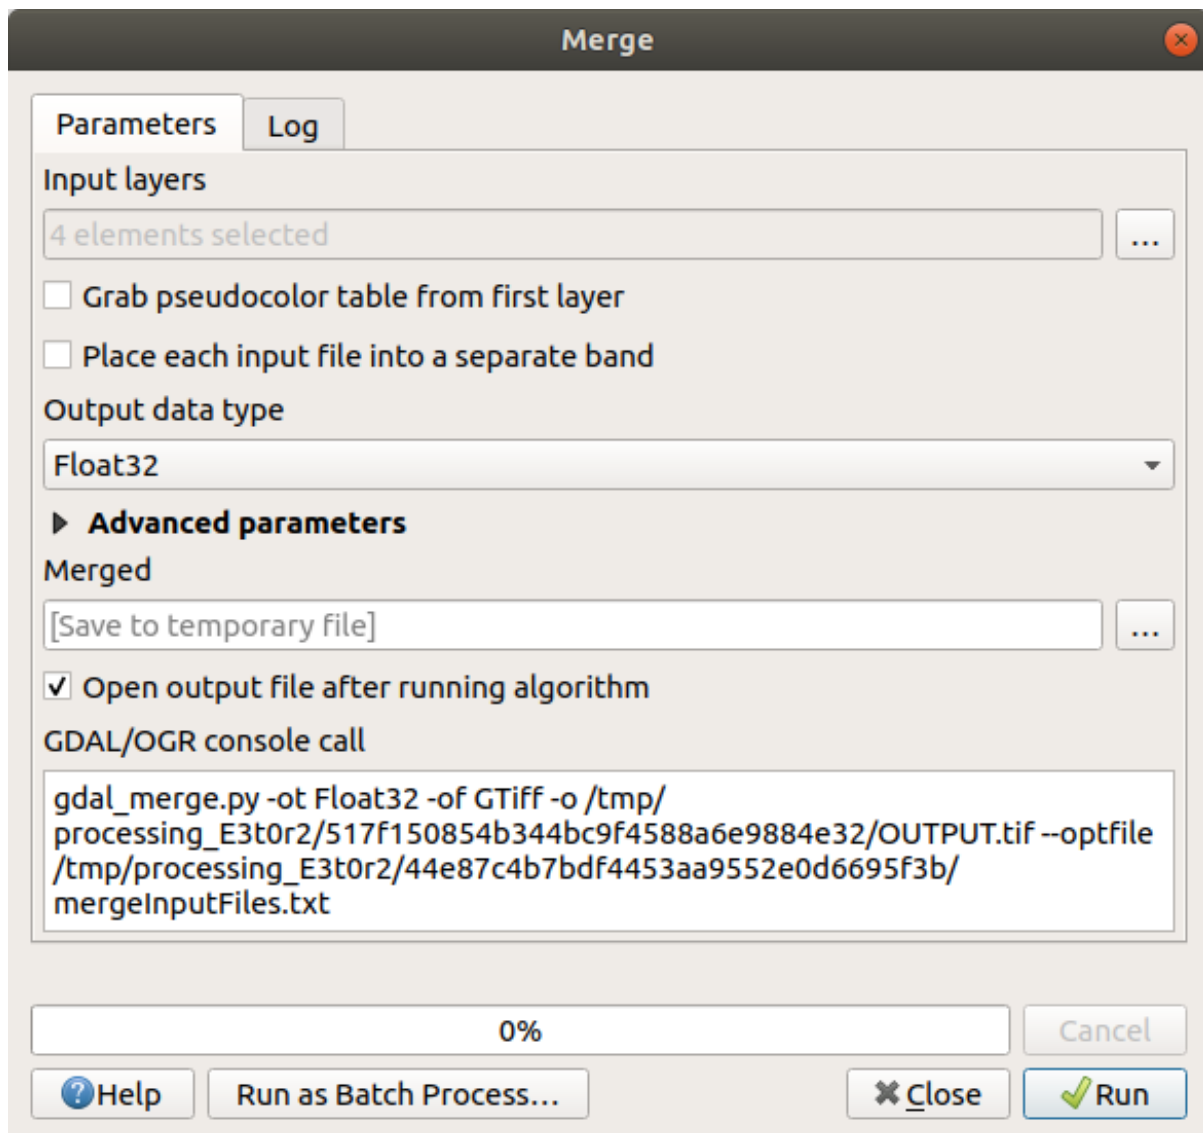 Merge
Parameters
Log
Input layers
4 elements selected
...
Grab pseudocolor table from first layer
Place each input file into a separate band
Output data type
Float32
Advanced parameters
Merged
[Save to temporary file]
...
Open output file after running algorithm
GDAL/OGR console call
gdal_merge.py -ot Float32 -of GTiff -o /tmp/
processing_E3t0r2/517f150854b344bc9f4588a6e9884e32/OUTPUT.tif --optfile
/tmp/processing_E3t0r2/44e87c4b7bdf4453aa9552e0d6695f3b/
mergeInputFiles.txt
0%
Cancel
Help
Run as Batch Process...
Close
Run